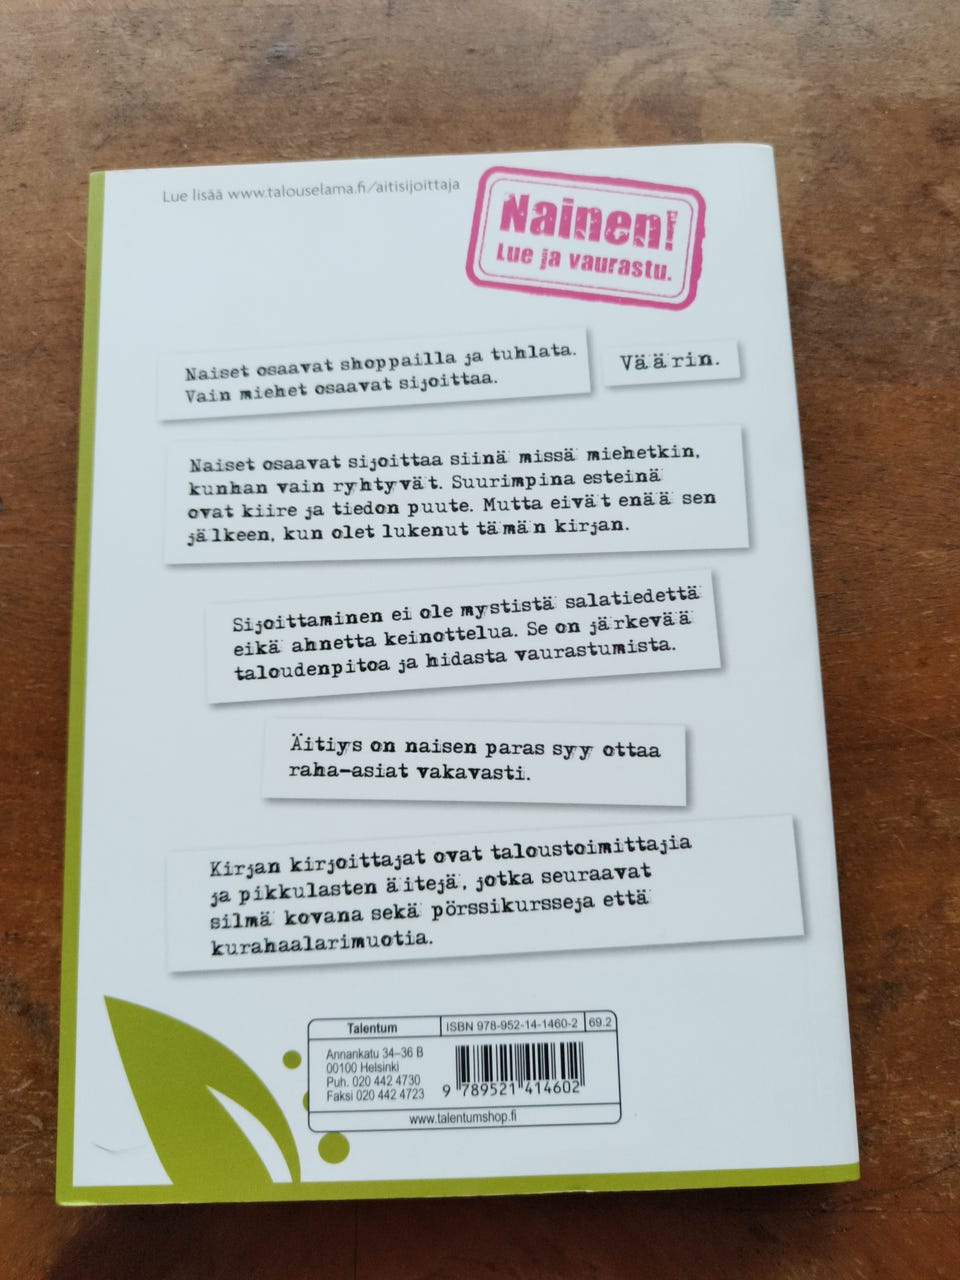 Lue lisää www.talouselama.fi/aitisijoittaja
Nainen!
Lue ja vaurastu.
Naiset osaavat shoppailla ja tuhlata.
Vain miehet osaavat sijoittaa.
Väärin.
Naiset osaavat sijoittaa siinä missä miehetkin,
kunhan vain ryhtyvät. Suurimpina esteinä
ovat kiire ja tiedon puute. Mutta eivät enää sen
jälkeen, kun olet lukenut tämän kirjan.
Sijoittaminen ei ole mystistä salatiedettä
eikä ahnetta keinottelua. Se on järkevää
taloudenpitoa ja hidasta vaurastumista.
Äitiys on naisen paras syy ottaa
raha-asiat vakavasti.
Kirjan kirjoittajat ovat taloustoimittajia
ja pikkulasten äitejä, jotka seuraavat
silmä kovana sekä pörssikursseja että
kurahaalarimuotia.
Talentum
ISBN 978-952-14-1460-2
69.2
Annankatu 34–36 B
00100 Helsinki
Puh. 020 442 4730
Faksi 020 442 4723
9 789521 414602
www.talentumshop.fi